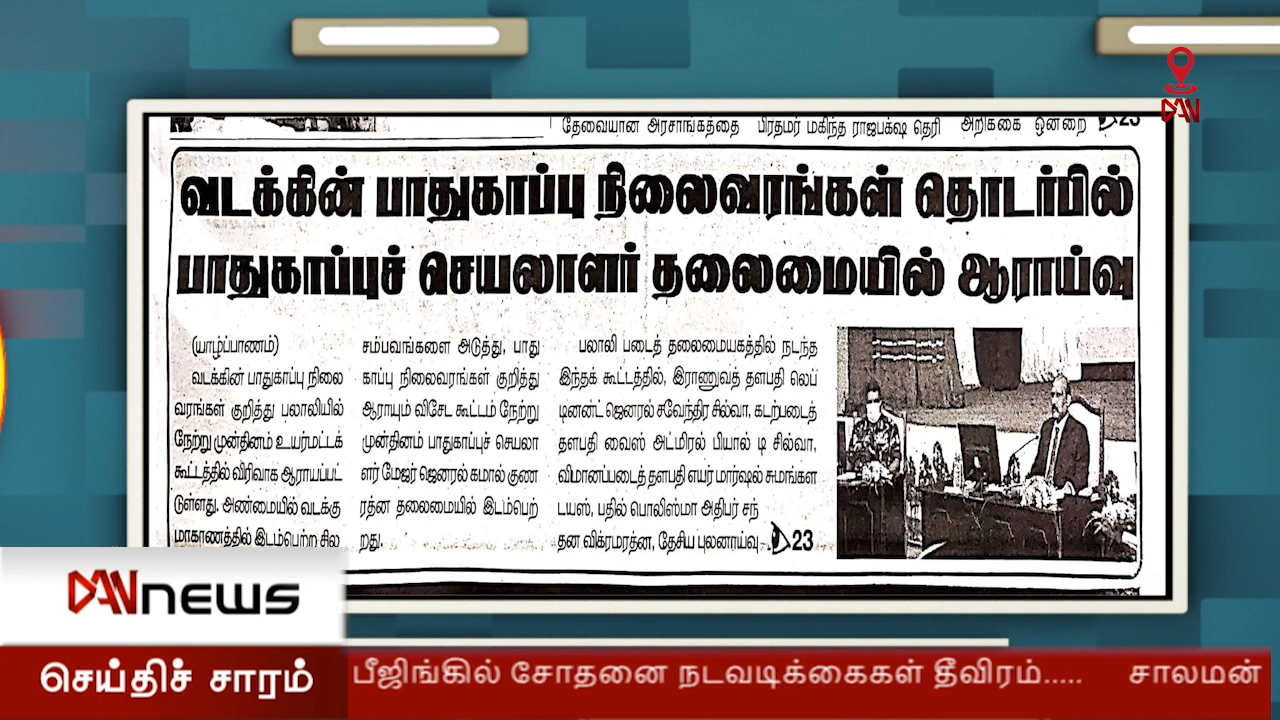 DAN
தேவையான அரசாங்கத்தை பிரதமர் மகிந்த ராஜபக்ஷ தெரி அறிக்கை ஒன்றை 23
வடக்கின் பாதுகாப்பு நிலைவரங்கள் தொடர்பில்
பாதுகாப்புச் செயலாளர் தலைமையில் ஆராய்வு
(யாழ்ப்பாணம்)
வடக்கின் பாதுகாப்பு நிலை
வரங்கள் குறித்து பலாலியில்
நேற்று முன்தினம் உயர்மட்டக்
கூட்டத்தில் விரிவாக ஆராயப்பட்
டுள்ளது. அண்மையில் வடக்கு
மாகாணத்தில் இடம்பெற்ற சில
சம்பவங்களை அடுத்து, பாது
காப்பு நிலைவரங்கள் குறித்து
ஆராயும் விசேட கூட்டம் நேற்று
முன்தினம் பாதுகாப்புச் செயலா
ளர் மேஜர் ஜெனரல் கமால் குண
ரத்ன தலைமையில் இடம்பெற்
றது.
பலாலி படைத் தலைமையகத்தில் நடந்த
இந்தக் கூட்டத்தில், இராணுவத் தளபதி லெப்
டினன்ட் ஜெனரல் சவேந்திர சில்வா, கடற்படைத்
தளபதி வைஸ் அட்மிரல் பியால் டி சில்வா,
விமானப்படைத் தளபதி எயர் மார்ஷல் சுமங்கள
டயஸ், பதில் பொலிஸ்மா அதிபர் சந்
தன விக்ரமரத்ன, தேசிய புலனாய்வு 23
DAN news
செய்திச் சாரம்
பீஜிங்கில் சோதனை நடவடிக்கைகள் தீவிரம்..... சாலமன்